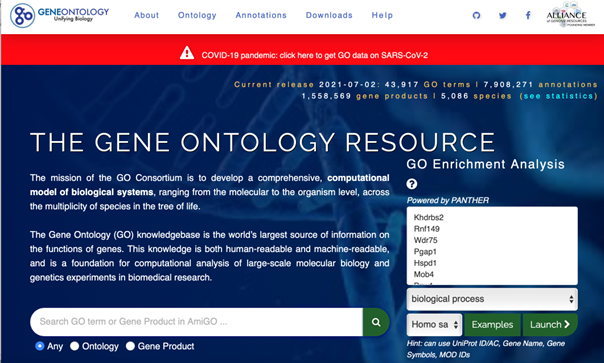 GENEONTOLOGY
Unifying Biology
About Ontology Annotations Downloads Help
ALLIANCE
of GENOME RESOURCES
FOUNDING MEMBER
COVID-19 pandemic: click here to get GO data on SARS-CoV-2
Current release 2021-07-02: 43,917 GO terms | 7,908,271 annotations
1,558,569 gene products | 5,086 species (see statistics)
THE GENE ONTOLOGY RESOURCE
The mission of the GO Consortium is to develop a comprehensive, computational
model of biological systems, ranging from the molecular to the organism level, across
the multiplicity of species in the tree of life.
The Gene Ontology (GO) knowledgebase is the world's largest source of information on
the functions of genes. This knowledge is both human-readable and machine-readable,
and is a foundation for computational analysis of large-scale molecular biology and
genetics experiments in biomedical research.
Search GO term or Gene Product in AmiGO ...
Any Ontology Gene Product
GO Enrichment Analysis
?
Powered by PANTHER
Khdrbs2
Rnf149
Wdr75
Pgap1
Hspd1
Mob4
biological process
Homo sa Examples Launch
Hint: can use UniProt ID/AC, Gene Name, Gene
Symbols, MOD IDs